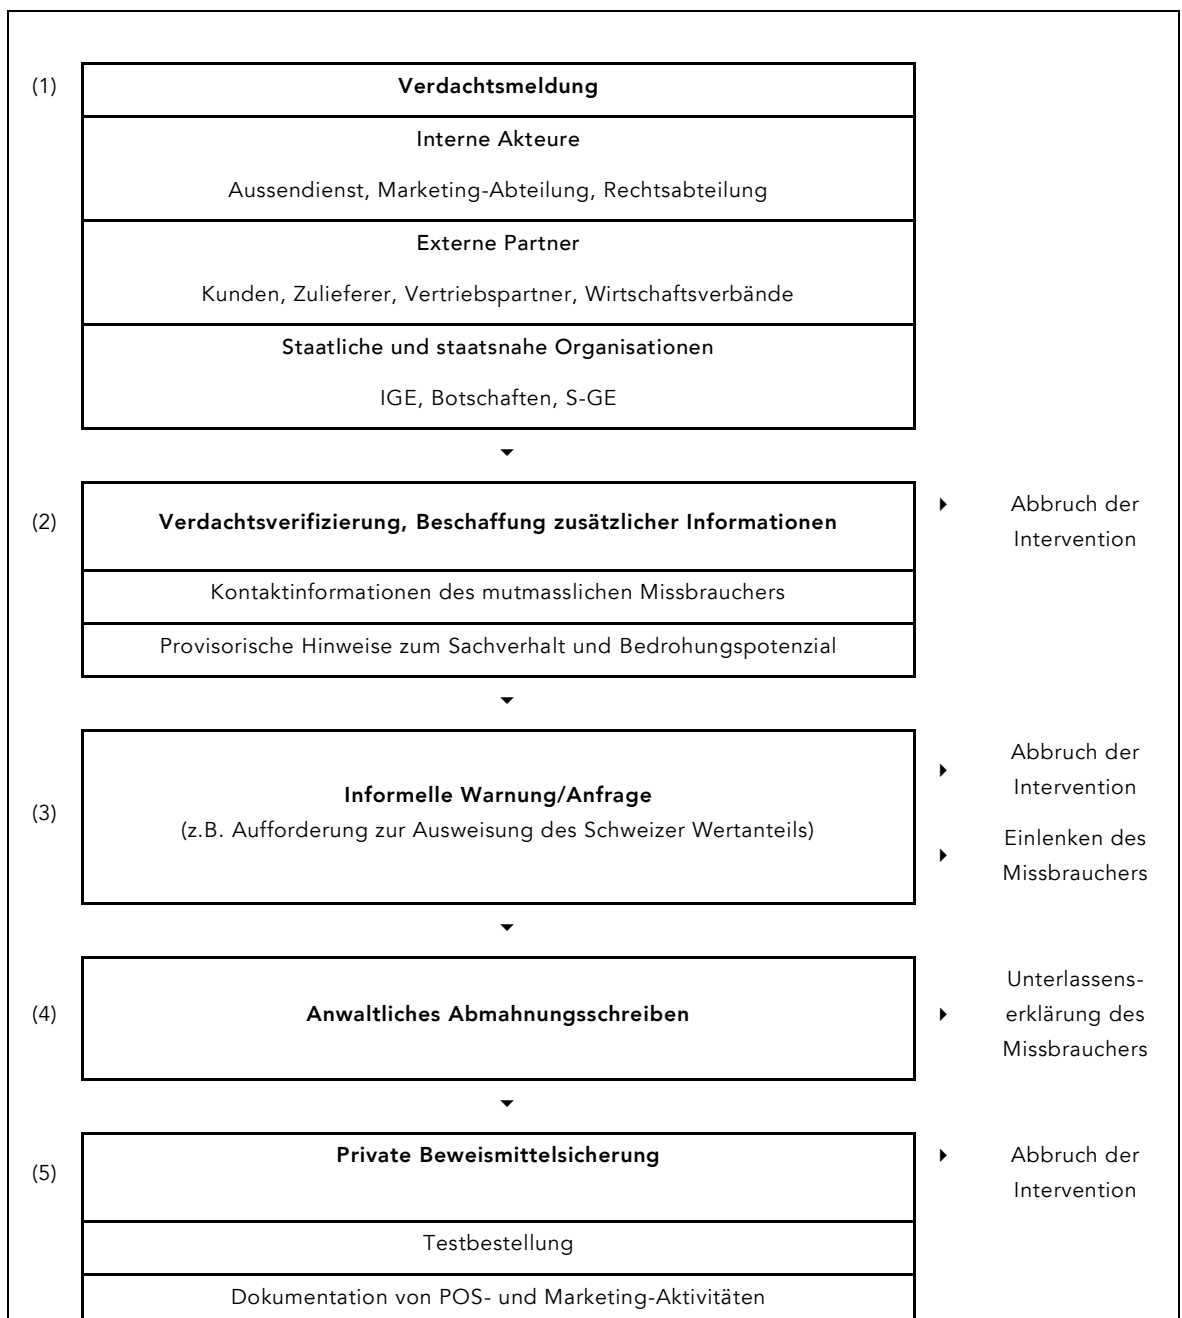 (1)
Verdachtsmeldung
Interne Akteure
Aussendienst, Marketing-Abteilung, Rechtsabteilung
Externe Partner
Kunden, Zulieferer, Vertriebspartner, Wirtschaftsverbände
Staatliche und staatsnahe Organisationen
IGE, Botschaften, S-GE
(2)
Verdachtsverifizierung, Beschaffung zusätzlicher Informationen
Abbruch der
Intervention
Kontaktinformationen des mutmasslichen Missbrauchers
Provisorische Hinweise zum Sachverhalt und Bedrohungspotenzial
(3)
Informelle Warnung/Anfrage
(z.B. Aufforderung zur Ausweisung des Schweizer Wertanteils)
Abbruch der
Intervention
Einlenken des
Missbrauchers
(4)
Anwaltliches Abmahnungsschreiben
Unterlassens-
erklärung des
Missbrauchers
(5)
Private Beweismittelsicherung
Abbruch der
Intervention
Testbestellung
Dokumentation von POS- und Marketing-Aktivitäten